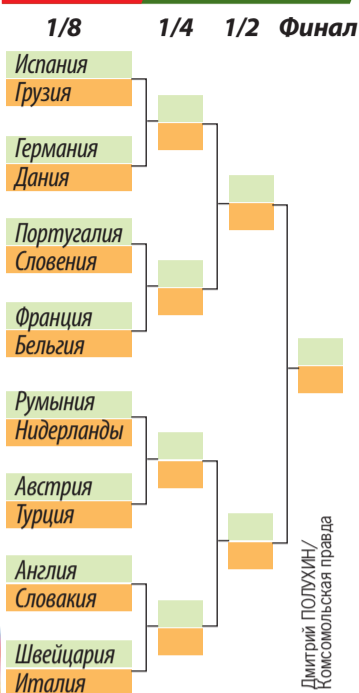 1/8 1/4 1/2 Финал
Испания
Грузия
Германия
Дания
Португалия
Словения
Франция
Бельгия
Румыния
Нидерланды
Австрия
Турция
Англия
Словакия
Швейцария
Италия
Дмитрий ПОЛУХИН/
Комсомольская правда